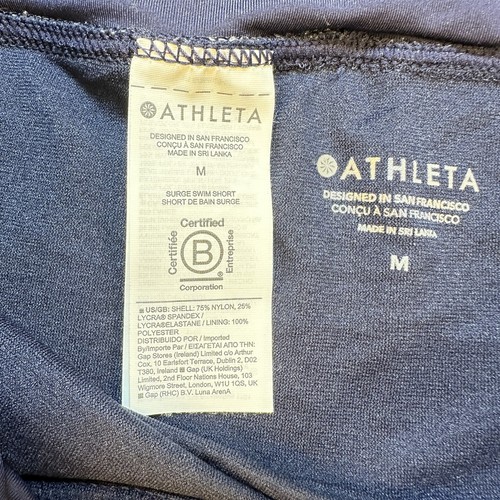 ATHLETA
DESIGNED IN SAN FRANCISCO
CONÇU À SAN FRANCISCO
MADE IN SRI LANKA
M
SURGE SWIM SHORT
SHORT DE BAIN SURGE
Certified
Certifiée
B
Entreprise
Corporation
US/GB: SHELL: 75% NYLON, 25%
LYCRA® SPANDEX /
LYCRA®ELASTANE / LINING: 100%
POLYESTER
DISTRIBUIDO POR / Imported
By/Importe Par / ΕΙΣΑΓΕΤΑΙ ΑΠΟ ΤΗΝ:
Gap Stores (Ireland) Limited c/o Arthur
Cox, 10 Earlsfort Terrace, Dublin 2, D02
T380, Ireland Gap (UK Holdings)
Limited, 2nd Floor Nations House, 103
Wigmore Street, London, W1U 1QS, UK
Gap (RHC) B.V. Luna ArenA
ATHLETA
DESIGNED IN SAN FRANCISCO
CONÇU À SAN FRANCISCO
MADE IN SRI LANKA
M